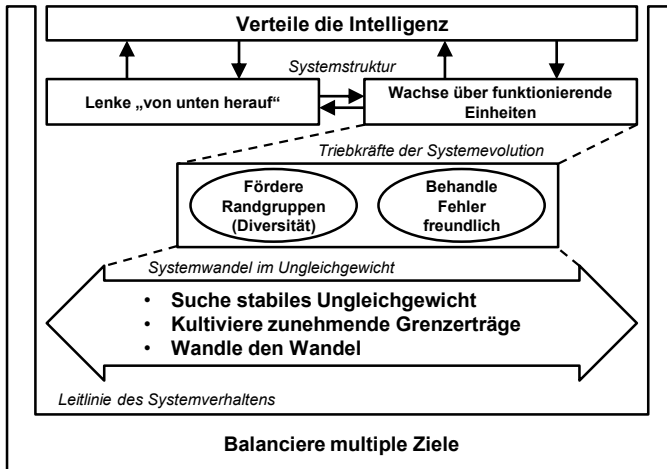 Verteile die Intelligenz
Systemstruktur
Lenke „von unten herauf“
Wachse über funktionierende
Einheiten
Triebkräfte der Systemevolution
Fördere
Randgruppen
(Diversität)
Behandle
Fehler
freundlich
Systemwandel im Ungleichgewicht
• Suche stabiles Ungleichgewicht
• Kultiviere zunehmende Grenzerträge
• Wandle den Wandel
Leitlinie des Systemverhaltens
Balanciere multiple Ziele